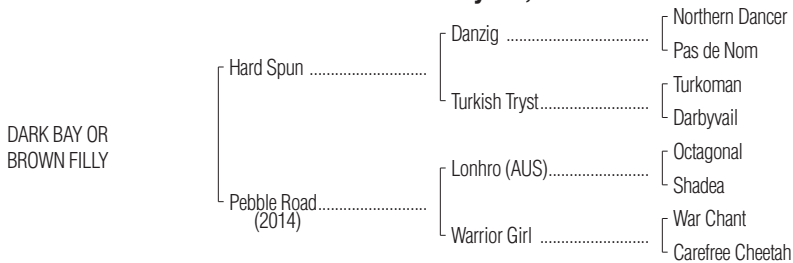 Northern Dancer
Danzig ................................
Pas de Nom
Hard Spun ...........................
Turkoman
Turkish Tryst.........................
Darbyvail
DARK BAY OR
BROWN FILLY
Octagonal
Lonhro (AUS).......................
Shadea
Pebble Road.........................
(2014)
War Chant
Warrior Girl .........................
Carefree Cheetah